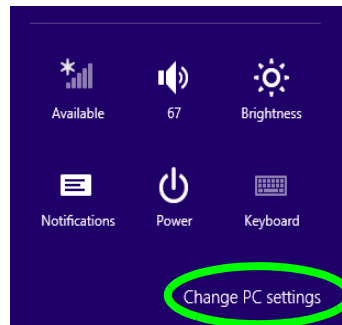 Available 67 Brightness
Notifications Power Keyboard
Change PC settings